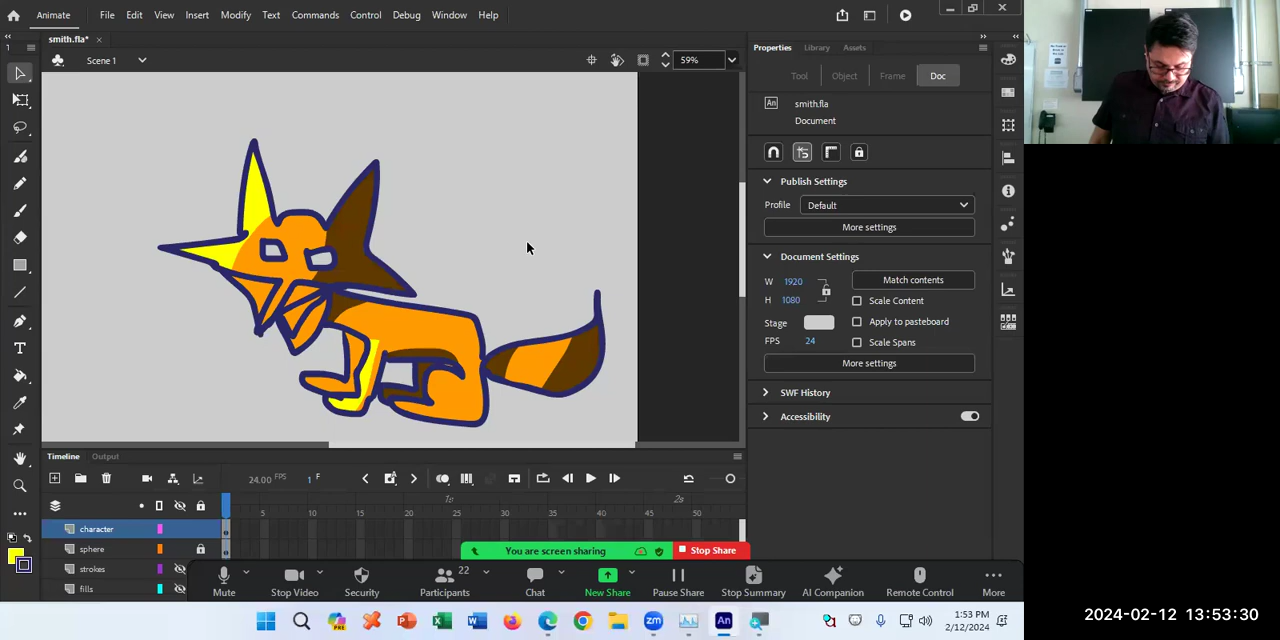 Animate File Edit View Insert Modify Text Commands Control Debug Window Help
smith.fla* ×
Scene 1 59%
Properties Library Assets
Tool Object Frame Doc
An smith.fla
Document
Publish Settings
Profile Default
More settings
Document Settings
W 1920 Match contents
H 1080 Scale Content
Stage Apply to pasteboard
FPS 24 Scale Spans
More settings
SWF History
Accessibility
Timeline Output
24.00 FPS 1 F
1s 2s
5 10 15 20 25 30 35 40 45 50
character
sphere
strokes
fills
You are screen sharing Stop Share
22
Mute Stop Video Security Participants Chat New Share Pause Share Stop Summary AI Companion Remote Control More
1:53 PM
2/12/2024
2024-02-12 13:53:30